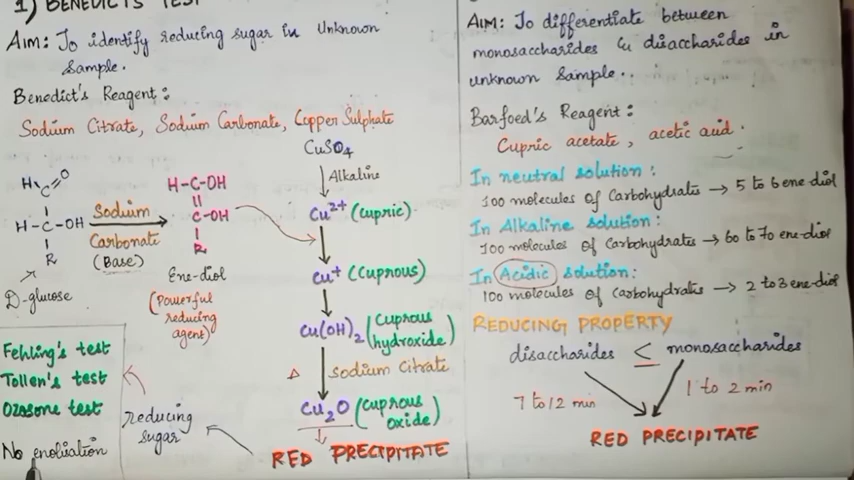 1) BENEDICT'S TEST
AIM: To identify reducing sugar in Unknown
Sample.
Benedict's Reagent:
Sodium Citrate, Sodium Carbonate, Copper Sulphate
CuSO4
Alkaline
H C O
H-C-OH
R
D-glucose
Sodium
Carbonate
(Base)
H-C-OH
C-OH
R
Ene-diol
(Powerful
reducing
agent)
Cu2+ (cupric)
Cu+ (Cuprous)
Cu(OH)2 (Cuprous
hydroxide)
Δ Sodium Citrate
Cu2O (Cuprous
oxide)
RED PRECIPITATE
reducing
sugar
Fehling's test
Tollen's test
Ozasone test
No enoliation
AIM: To differentiate between
monosaccharides & disaccharides in
unknown Sample..
Barfoed's Reagent:
Cupric acetate, acetic acid.
In neutral solution:
100 molecules of Carbohydrates → 5 to 6 ene-diol
In Alkaline solution:
100 molecules of Carbohydrates → 60 to 70 ene-diol
In Acidic solution:
100 molecules of Carbohydrates → 2 to 3 ene-diol
REDUCING PROPERTY
disaccharides < monosaccharides
7 to 12 min
1 to 2 min
RED PRECIPITATE